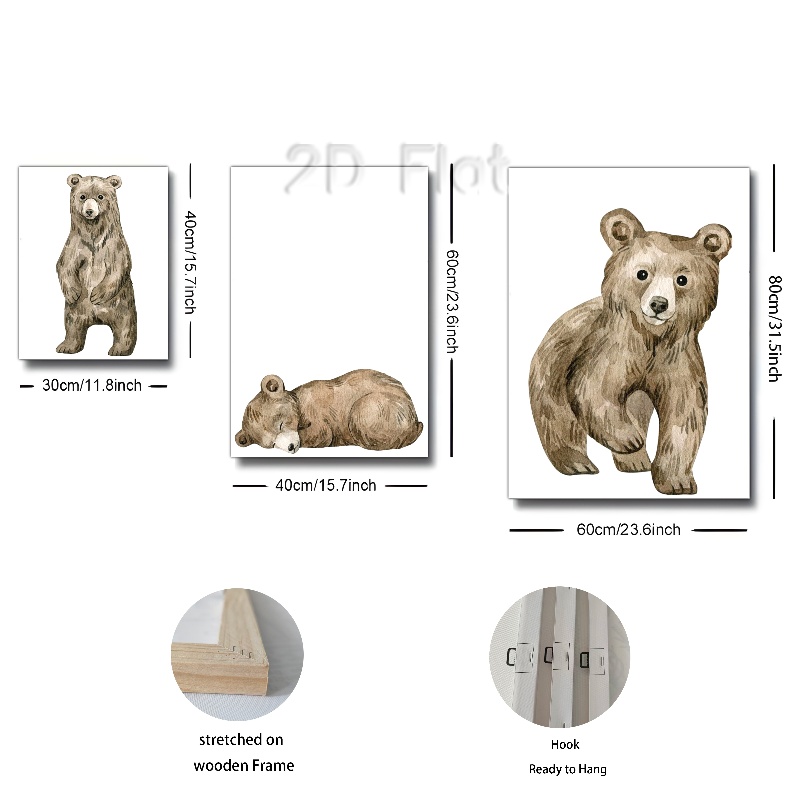 2D Flat
40cm/15.7inch
30cm/11.8inch
60cm/23.6inch
40cm/15.7inch
80cm/31.5inch
60cm/23.6inch
stretched on
wooden Frame
Hook
Ready to Hang